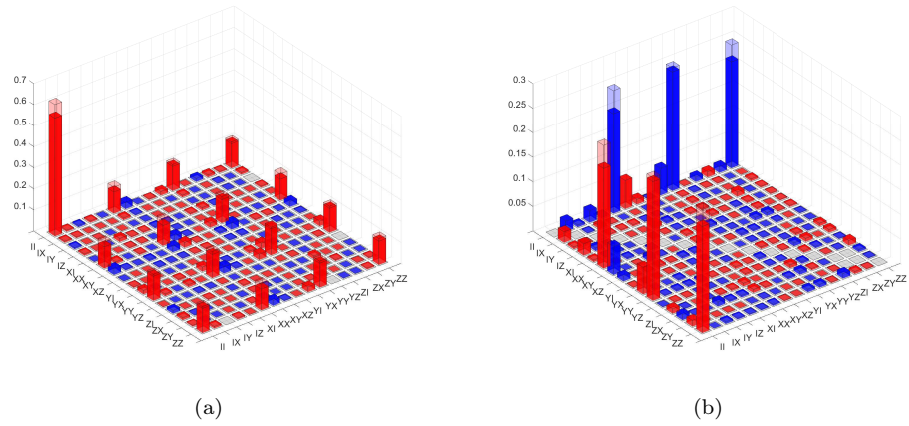 0.7
0.6
0.5
0.4
0.3
0.2
0.1
II
IX
IY
IZ
XI
XX
XY
XZ
YI
YX
YY
YZ
ZI
ZX
ZY
ZZ
II
IX
IY
IZ
XI
XX
XY
XZ
YI
YX
YY
YZ
ZI
ZX
ZY
ZZ
(a)
0.3
0.25
0.2
0.15
0.1
0.05
II
IX
IY
IZ
XI
XX
XY
XZ
YI
YX
YY
YZ
ZI
ZX
ZY
ZZ
II
IX
IY
IZ
XI
XX
XY
XZ
YI
YX
YY
YZ
ZI
ZX
ZY
ZZ
(b)